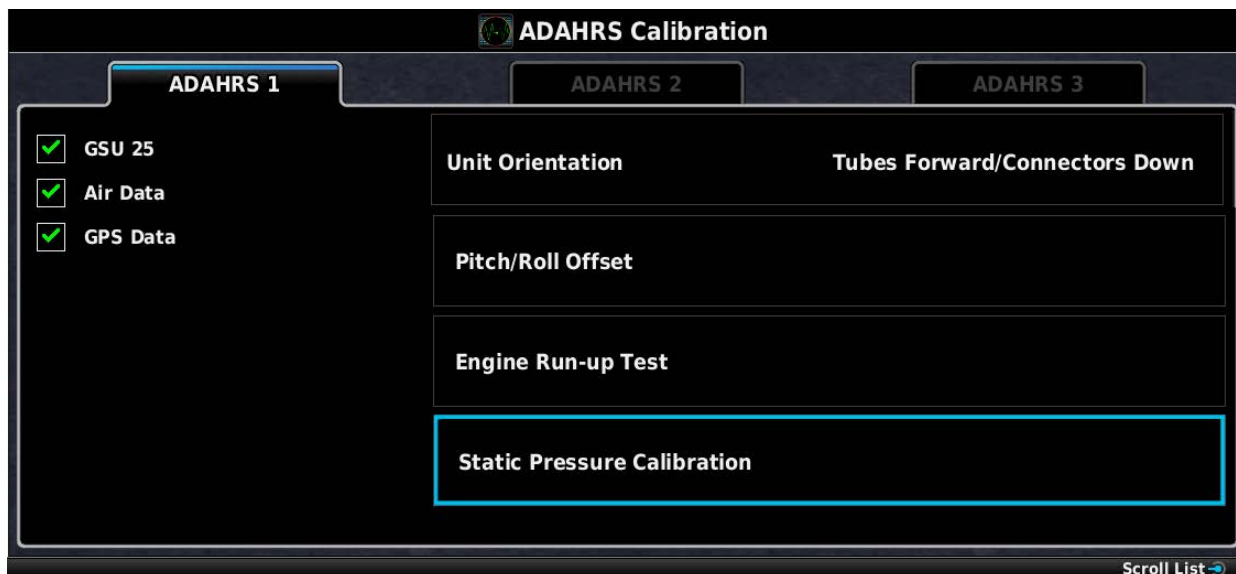 ADAHRS Calibration
ADAHRS 1
ADAHRS 2
ADAHRS 3
GSU 25
Air Data
GPS Data
Unit Orientation Tubes Forward/Connectors Down
Pitch/Roll Offset
Engine Run-up Test
Static Pressure Calibration
Scroll List